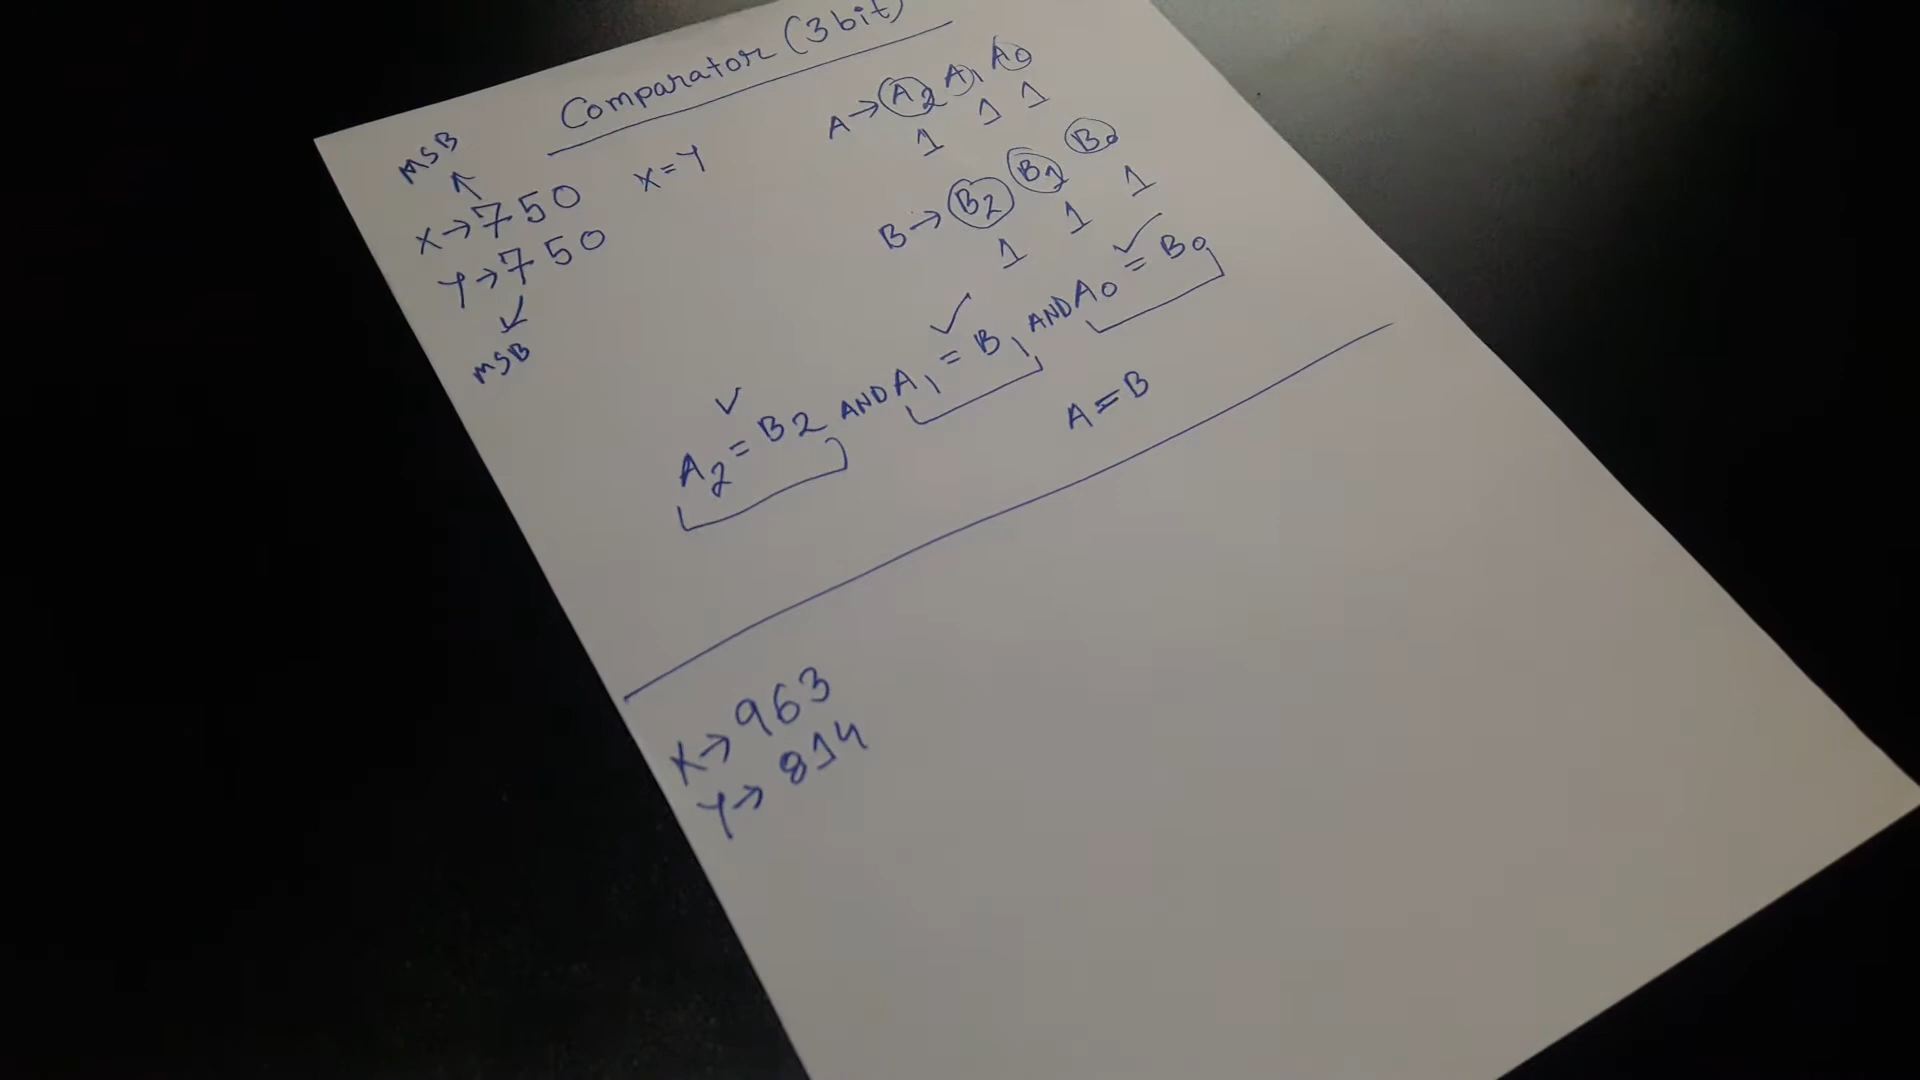 Comparator (3bit)
MSB
X→750
Y→750
MSB
X=Y
A→A2 A1 A0
1 1 1
B→B2 B1 B0
1 1 1
A2=B2 AND A1=B1 AND A0=B0
A=B
X→963
Y→814